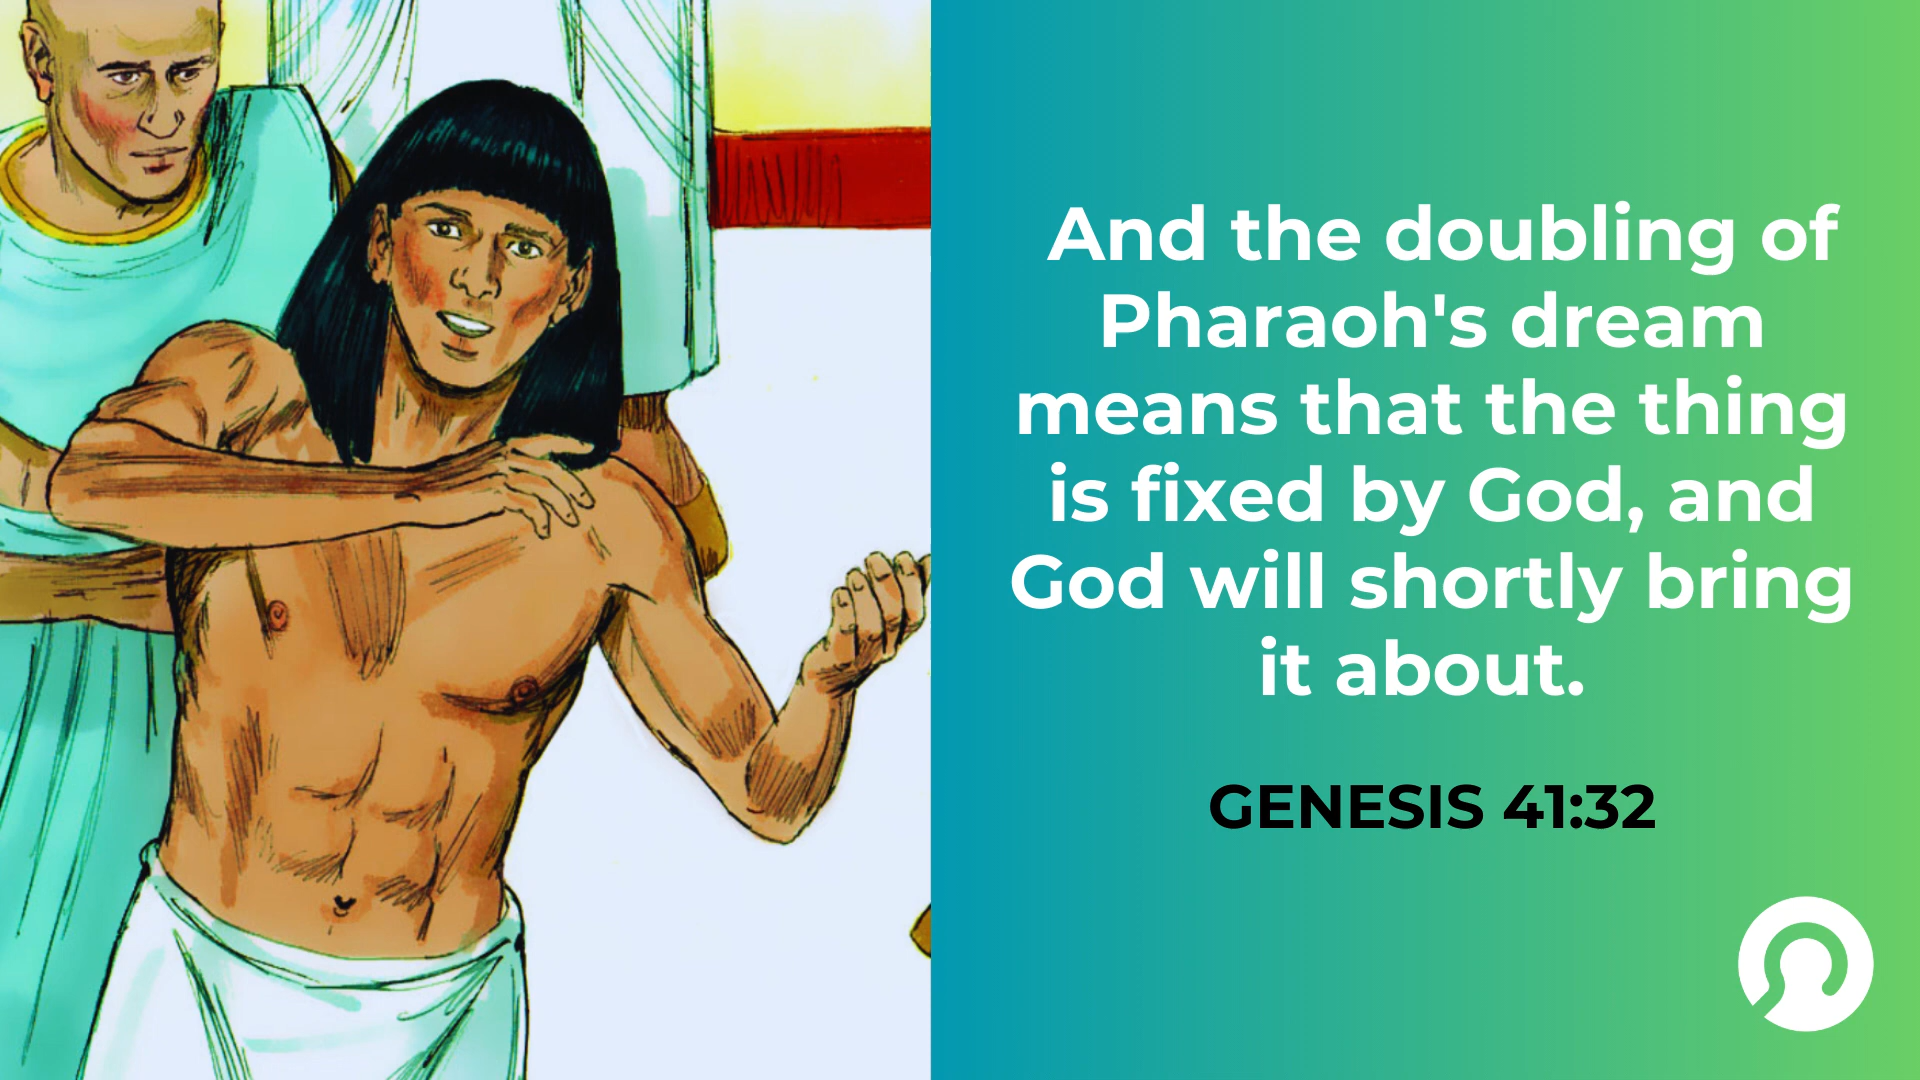 And the doubling of
Pharaoh's dream
means that the thing
is fixed by God, and
God will shortly bring
it about.
GENESIS 41:32